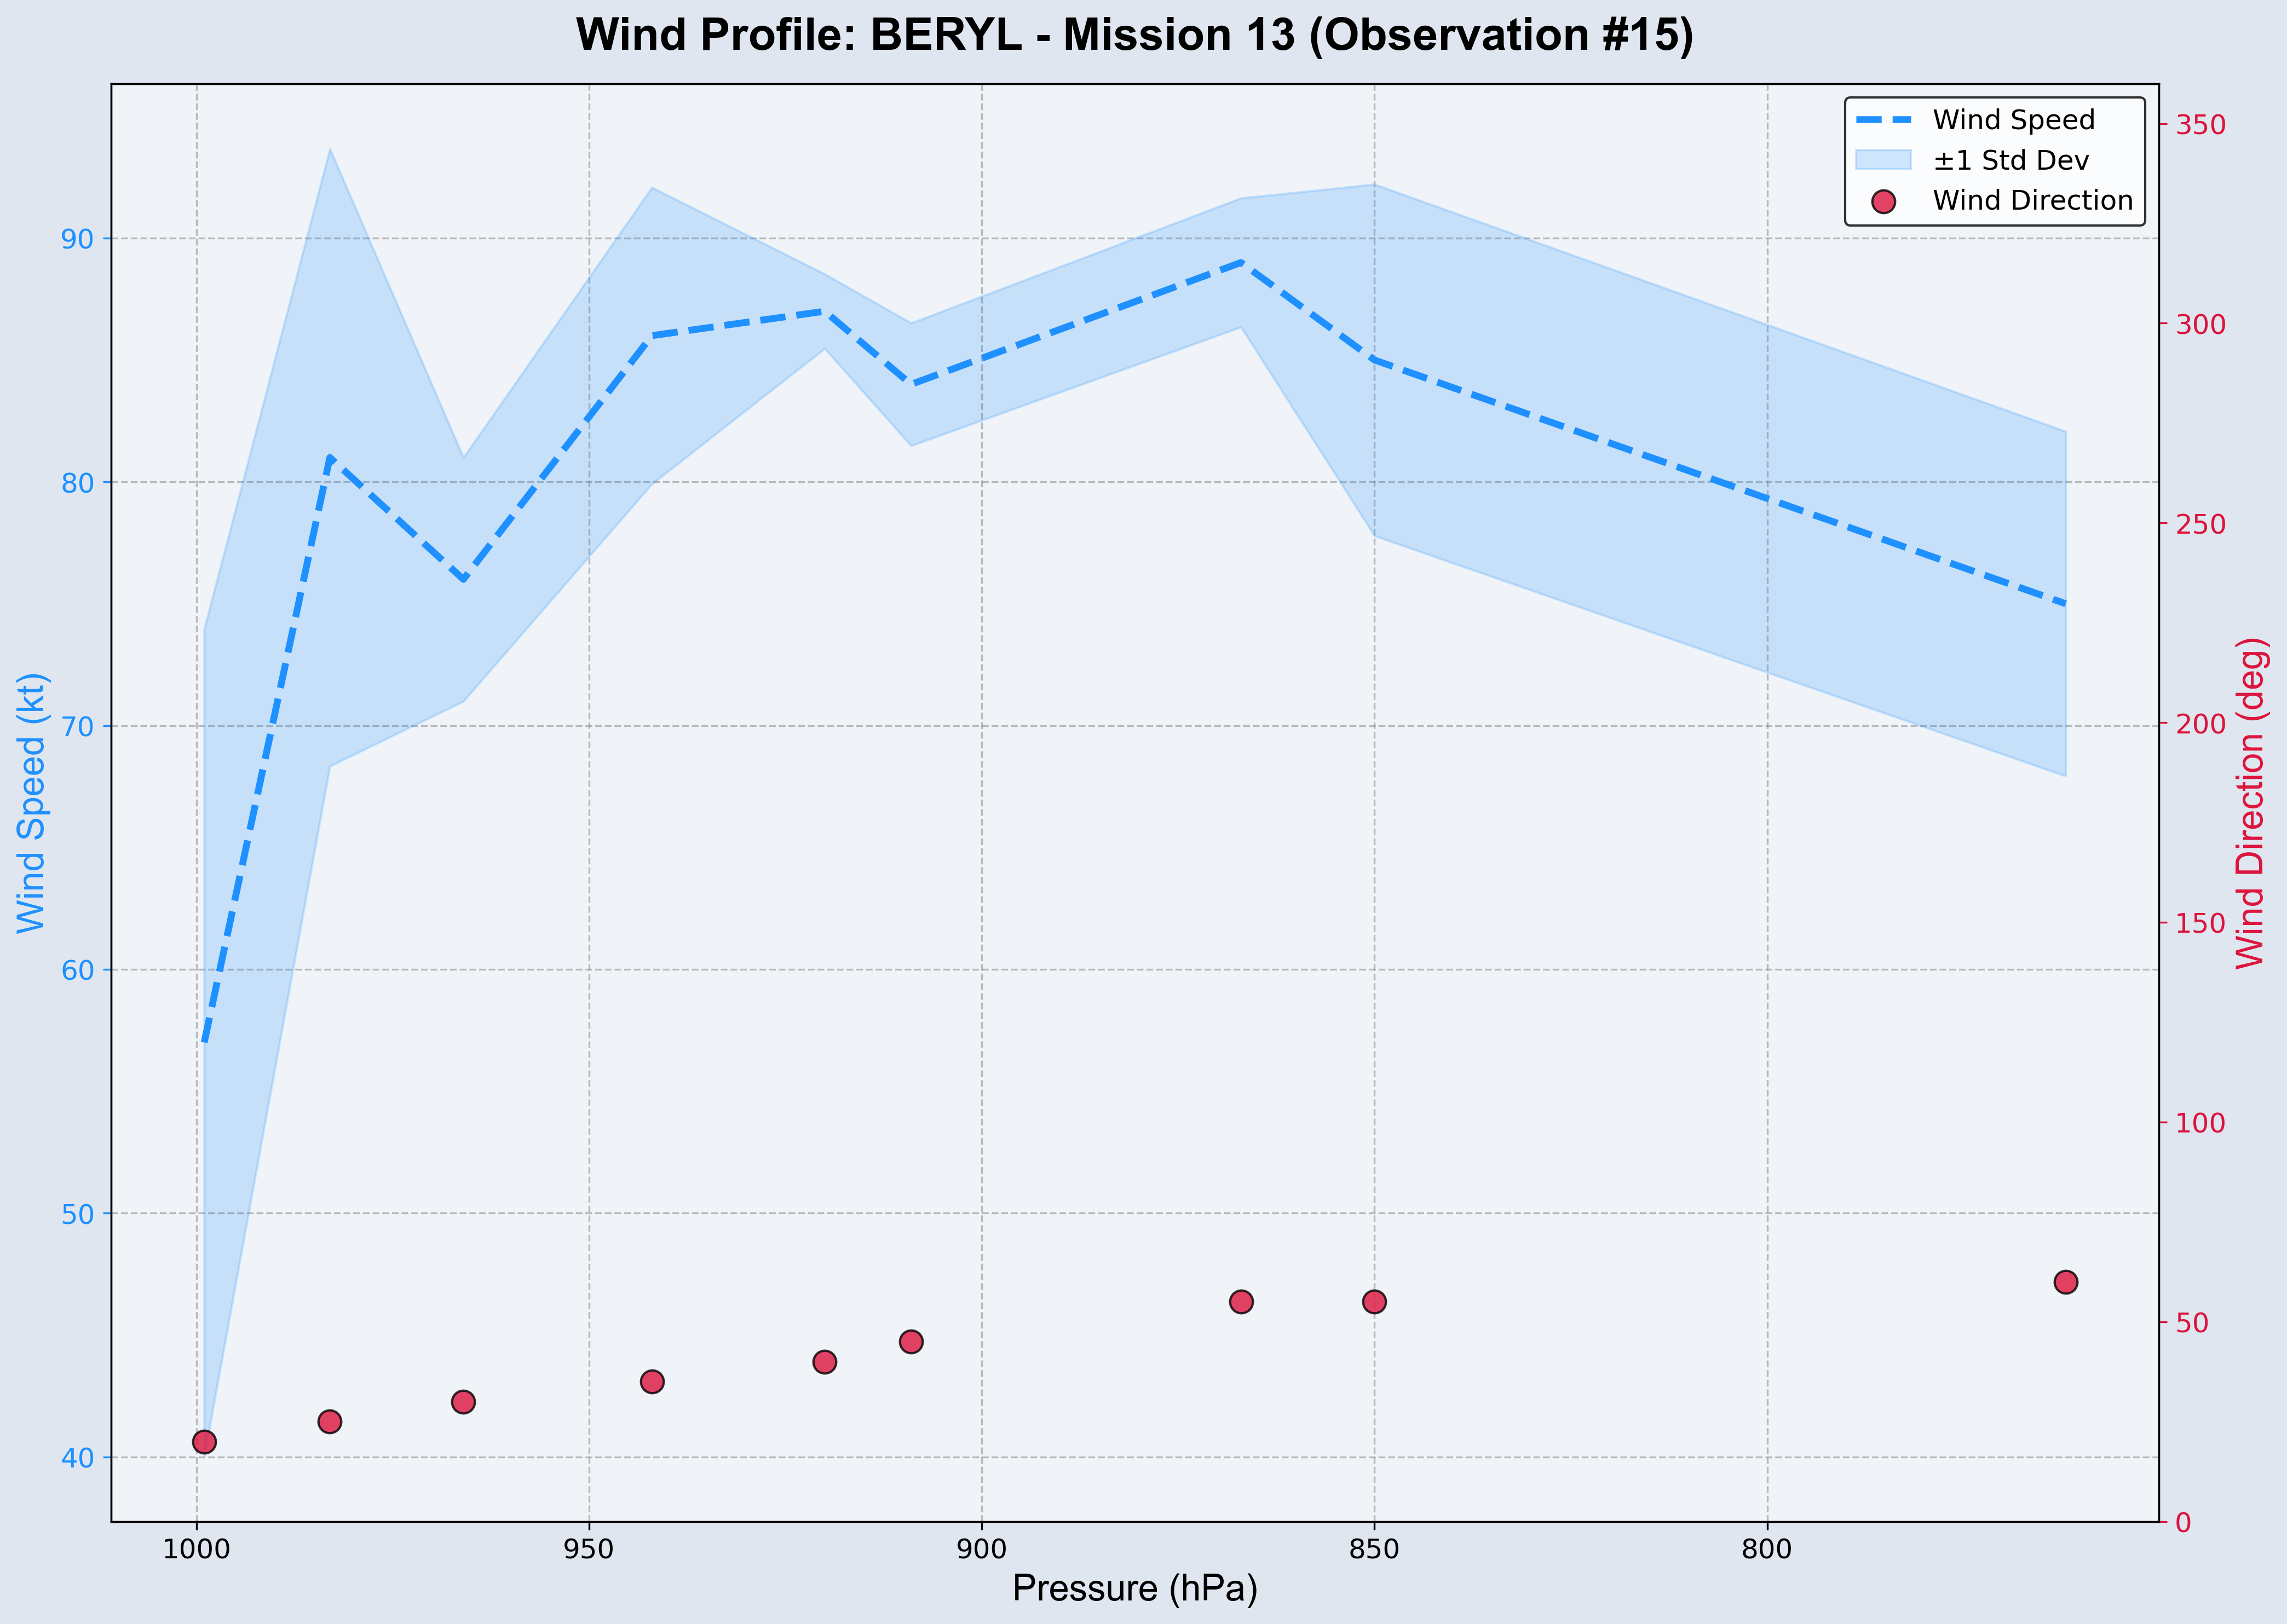 Wind Profile: BERYL - Mission 13 (Observation #15)
Wind Speed
±1 Std Dev
Wind Direction
Wind Speed (kt)
90
80
70
60
50
40
350
300
250
200
150
100
50
0
Wind Direction (deg)
1000 950 900 850 800
Pressure (hPa)